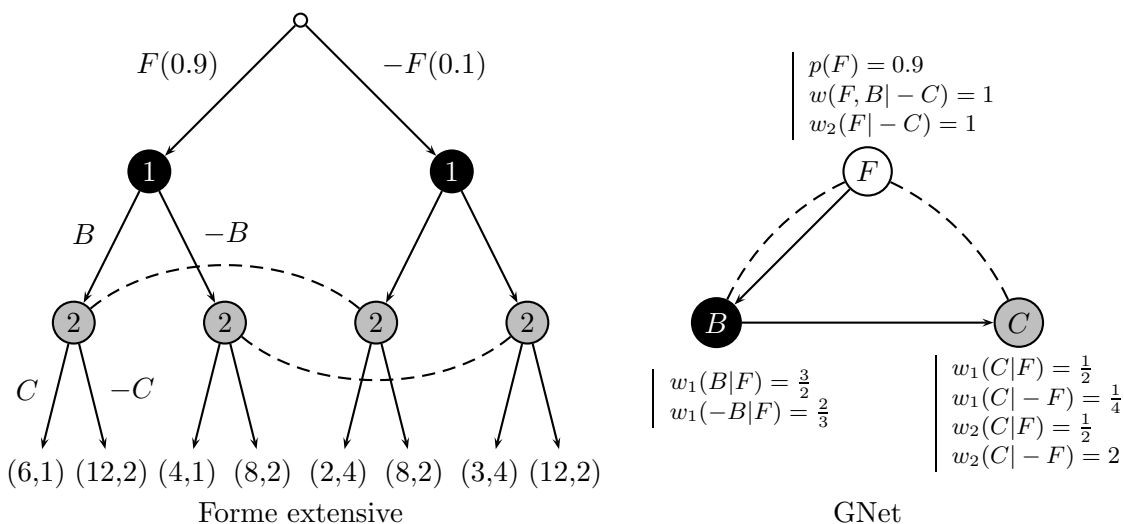 F(0.9)
−F(0.1)
1
1
B
−B
2
2
2
2
C
−C
(6,1) (12,2) (4,1) (8,2) (2,4) (8,2) (3,4) (12,2)
Forme extensive
p(F) = 0.9
w(F, B| − C) = 1
w₂(F| − C) = 1
F
B
C
w₁(B|F) = 3/2
w₁(−B|F) = 2/3
w₁(C|F) = 1/2
w₁(C| − F) = 1/4
w₂(C|F) = 1/2
w₂(C| − F) = 2
GNet